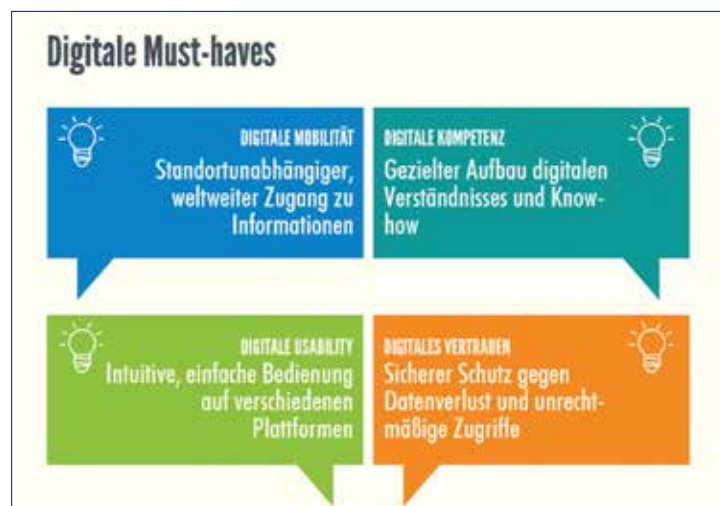 Digitale Must-haves
DIGITALE MOBILITÄT
Standortunabhängiger,
weltweiter Zugang zu
Informationen
DIGITALE KOMPETENZ
Gezielter Aufbau digitalen
Verständnisses und Know-
how
DIGITALE USABILITY
Intuitive, einfache Bedienung
auf verschiedenen
Plattformen
DIGITALES VERTRAUEN
Sicherer Schutz gegen
Datenverlust und unrecht-
mäßige Zugriffe